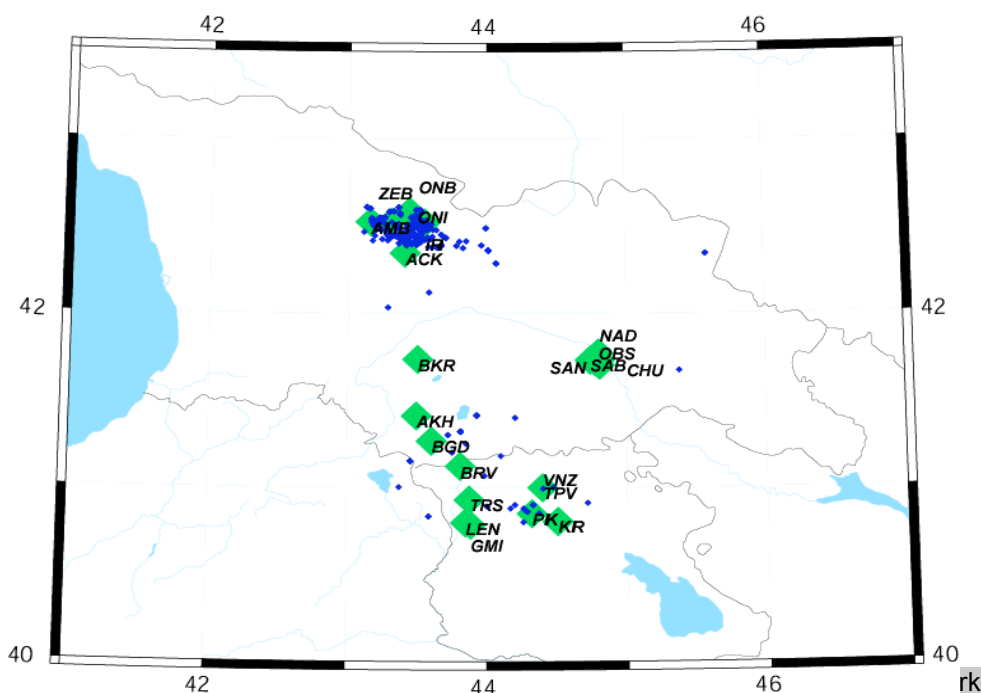 42 44 46
ZEB ONB
ONI
AMB
ACK
42 42
NAD
OBS
SAN SAB CHU
BKR
AKH
BGD
BRV
VNZ
TPV
TRS
PK KR
LEN
GMI
40 40
42 44 46
rk